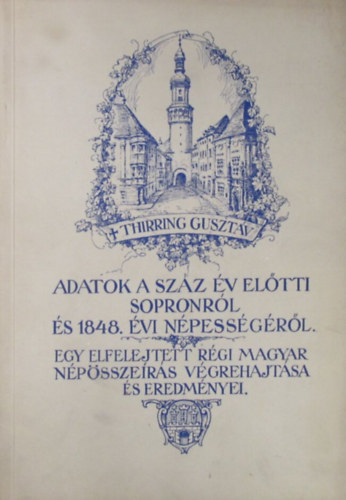 ✝ THIRRING GUSZTÁV.
ADATOK A SZÁZ ÉV ELŐTTI
SOPRONRÓL
ÉS 1848. ÉVI NÉPESSÉGÉRŐL.
EGY ELFELEJTETT RÉGI MAGYAR
NÉPÖSSZEÍRÁS VÉGREHAJTÁSA
ÉS EREDMÉNYEI.